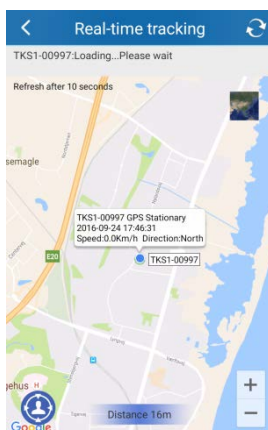 Real-time tracking
TKS1-00997:Loading...Please wait
Refresh after 10 seconds
semagle
TKS1-00997 GPS Stationary
2016-09-24 17:46:31
Speed:0.0Km/h Direction:North
TKS1-00997
E20
gehus H
+
Distance 16m
−
Google